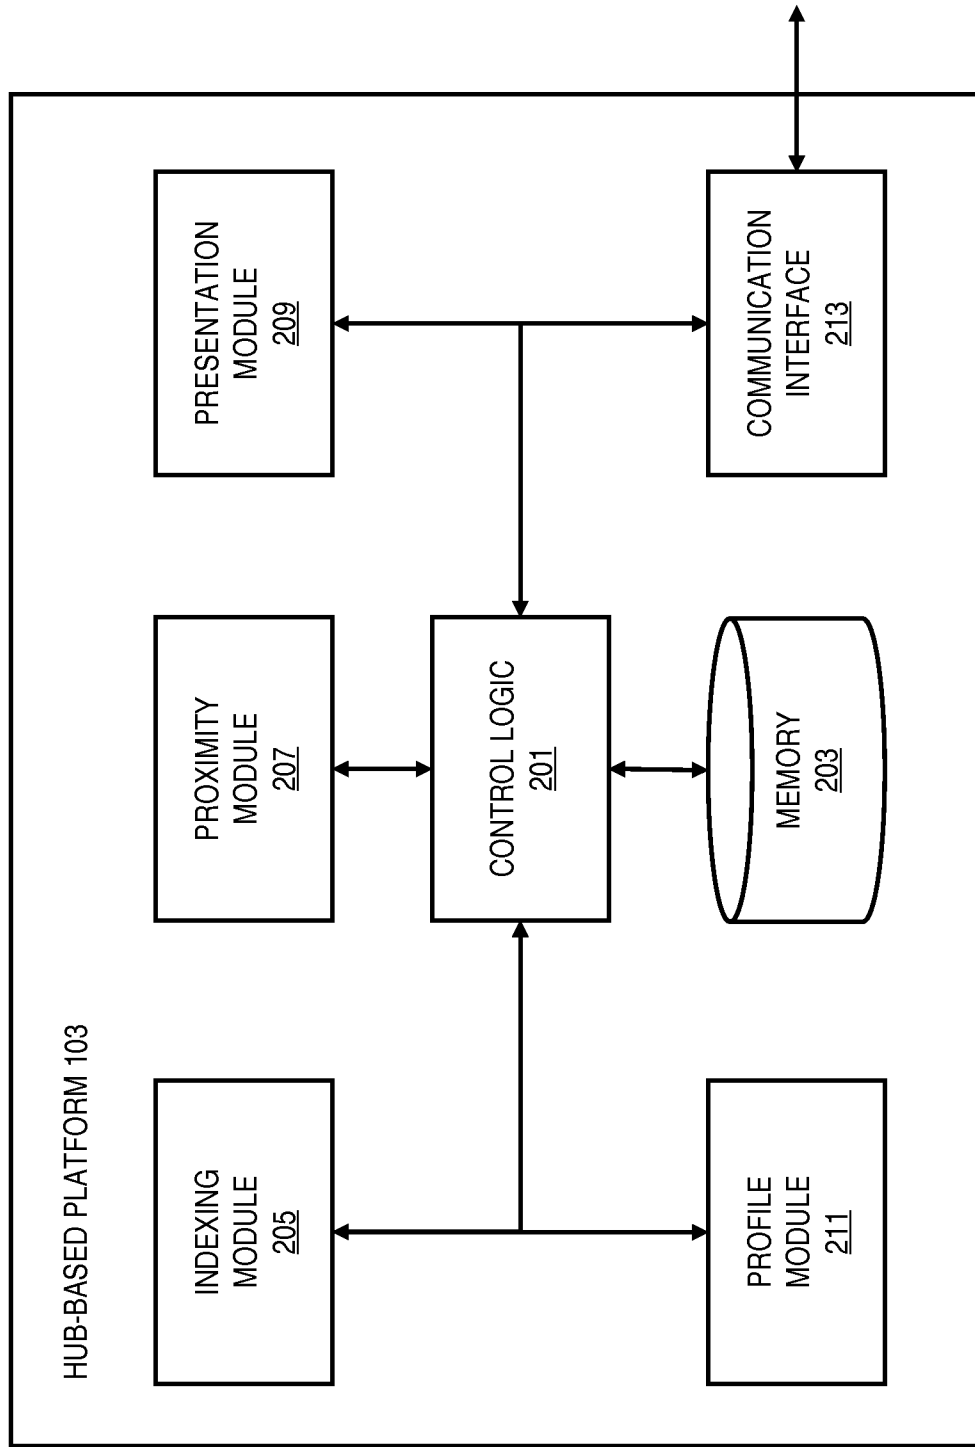 HUB-BASED PLATFORM 103
INDEXING
MODULE
205
PROXIMITY
MODULE
207
PRESENTATION
MODULE
209
CONTROL LOGIC
201
PROFILE
MODULE
211
MEMORY
203
COMMUNICATION
INTERFACE
213